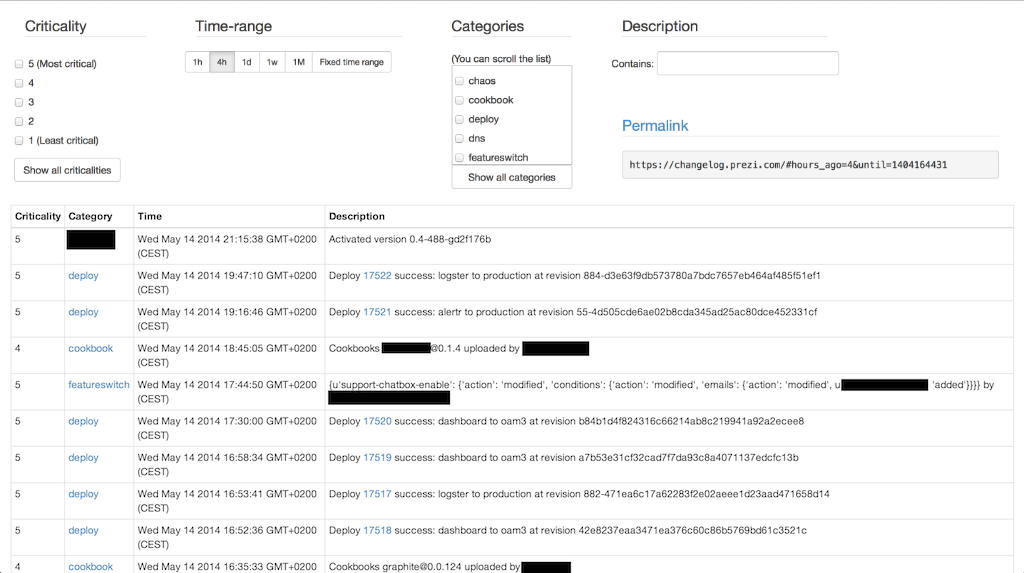 Criticality
5 (Most critical)
4
3
2
1 (Least critical)
Show all criticalities
Time-range
1h 4h 1d 1w 1M Fixed time range
Categories
(You can scroll the list)
chaos
cookbook
deploy
dns
featureswitch
Show all categories
Description
Contains:
Permalink
https://changelog.prezi.com/#hours_ago=4&until=1404164431
Criticality Category Time Description
5 Wed May 14 2014 21:15:38 GMT+0200 Activated version 0.4-488-gd2f176b
(CEST)
5 deploy Wed May 14 2014 19:47:10 GMT+0200 Deploy 17522 success: logster to production at revision 884-d3e63f9db573780a7bdc7657eb464af485f51ef1
(CEST)
5 deploy Wed May 14 2014 19:16:46 GMT+0200 Deploy 17521 success: alertr to production at revision 55-4d505cde6ae02b8cda345ad25ac80dce452331cf
(CEST)
4 cookbook Wed May 14 2014 18:45:05 GMT+0200 Cookbooks @0.1.4 uploaded by
(CEST)
5 featureswitch Wed May 14 2014 17:44:50 GMT+0200 {u'support-chatbox-enable': {'action': 'modified', 'conditions': {'action': 'modified', 'emails': {'action': 'modified', u 'added'}}}} by
(CEST)
5 deploy Wed May 14 2014 17:30:00 GMT+0200 Deploy 17520 success: dashboard to oam3 at revision b84b1d4f824316c66214ab8c219941a92a2ecee8
(CEST)
5 deploy Wed May 14 2014 16:58:34 GMT+0200 Deploy 17519 success: dashboard to oam3 at revision a7b53e31cf32cad7f7da93c8a4071137edcfc13b
(CEST)
5 deploy Wed May 14 2014 16:53:41 GMT+0200 Deploy 17517 success: logster to production at revision 882-471ea6c17a62283f2e02aeee1d23aad471658d14
(CEST)
5 deploy Wed May 14 2014 16:52:36 GMT+0200 Deploy 17518 success: dashboard to oam3 at revision 42e8237eaa3471ea376c60c86b5769bd61c3521c
(CEST)
4 cookbook Wed May 14 2014 16:35:33 GMT+0200 Cookbooks graphite@0.0.124 uploaded by